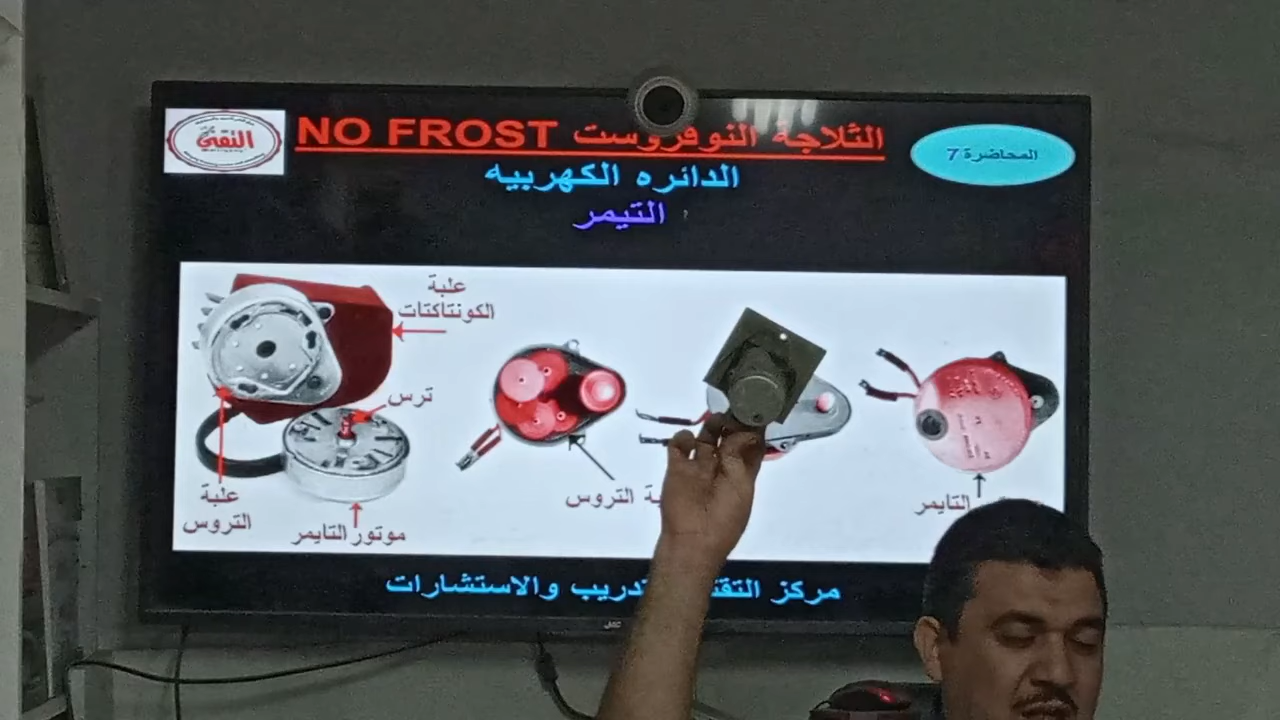 الثلاجة النوفروست NO FROST
المحاضرة 7
التقني
الدائره الكهربيه
التيمر
علبة
الكونتاكتات
ترس
علبة
التروس
موتور التايمر
التروس
التايمر
مركز
تدريب والاستشارات